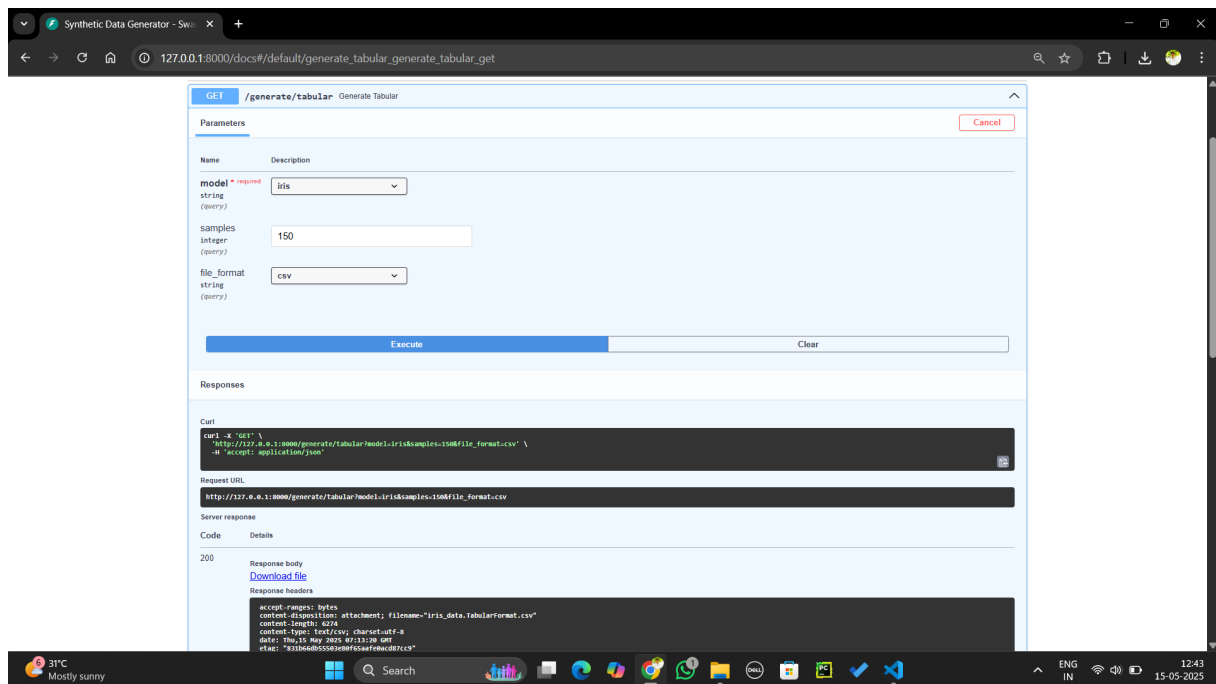 Synthetic Data Generator - Swa
127.0.0.1:8000/docs#/default/generate_tabular_generate_tabular_get
GET /generate/tabular Generate Tabular
Parameters
Cancel
Name Description
model * required
string
(query)
iris
samples
integer
(query)
150
file_format
string
(query)
csv
Execute Clear
Responses
Curl
curl -X 'GET' \
'http://127.0.0.1:8000/generate/tabular?model=iris&samples=150&file_format=csv' \
-H 'accept: application/json'
Request URL
http://127.0.0.1:8000/generate/tabular?model=iris&samples=150&file_format=csv
Server response
Code Details
200
Response body
Download file
Response headers
accept-ranges: bytes
content-disposition: attachment; filename="iris_data.TabularFormat.csv"
content-length: 6274
content-type: text/csv; charset=utf-8
date: Thu,15 May 2025 07:13:20 GMT
etag: "831b66db55503e80f65aafe0acd87cc9"
6
31°C
Mostly sunny
Search
DELL
PC
9
ENG
IN
12:43
15-05-2025